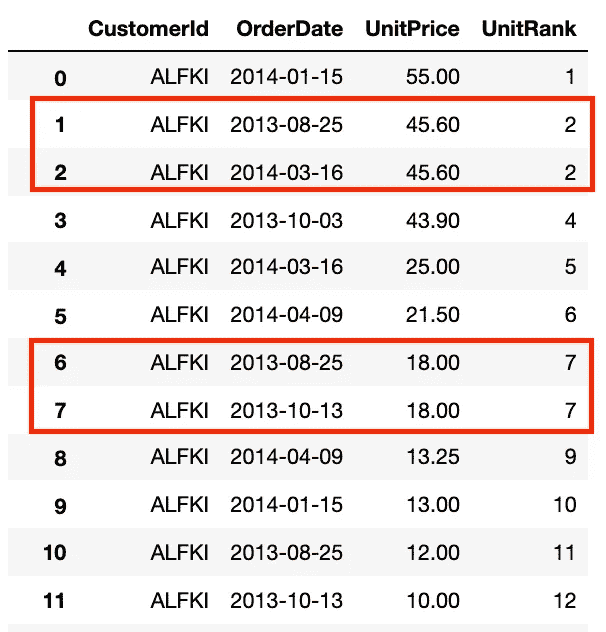 CustomerId OrderDate UnitPrice UnitRank
0 ALFKI 2014-01-15 55.00 1
1 ALFKI 2013-08-25 45.60 2
2 ALFKI 2014-03-16 45.60 2
3 ALFKI 2013-10-03 43.90 4
4 ALFKI 2014-03-16 25.00 5
5 ALFKI 2014-04-09 21.50 6
6 ALFKI 2013-08-25 18.00 7
7 ALFKI 2013-10-13 18.00 7
8 ALFKI 2014-04-09 13.25 9
9 ALFKI 2014-01-15 13.00 10
10 ALFKI 2013-08-25 12.00 11
11 ALFKI 2013-10-13 10.00 12